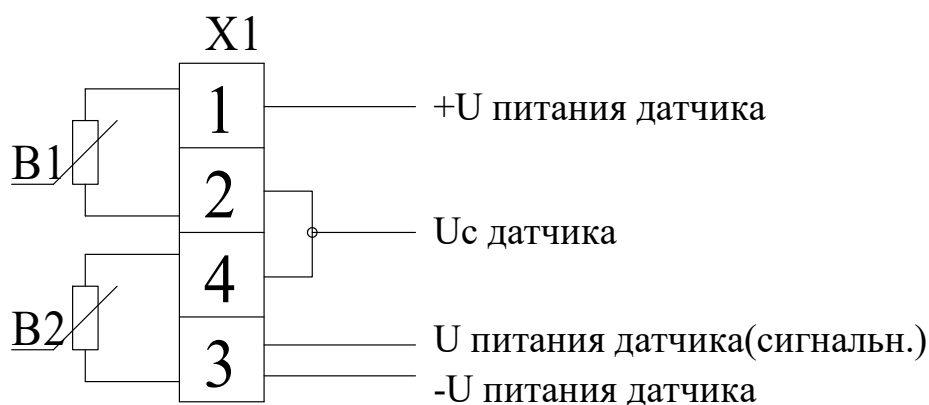 X1
1
+U питания датчика
B1
2
Uc датчика
4
B2
U питания датчика(сигнальн.)
3
-U питания датчика